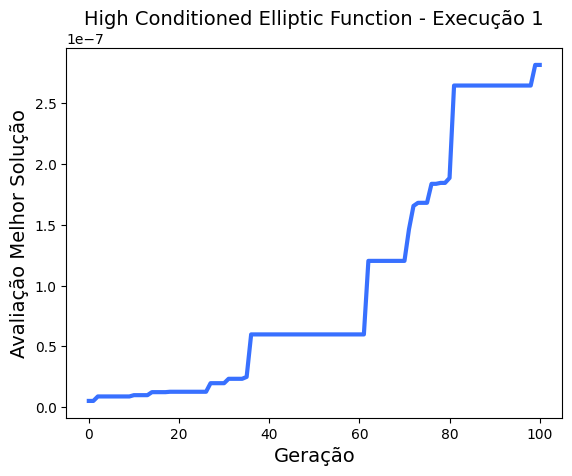 High Conditioned Elliptic Function - Execução 1
1e−7
2.5
2.0
1.5
1.0
0.5
0.0
Avaliação Melhor Solução
0 20 40 60 80 100
Geração